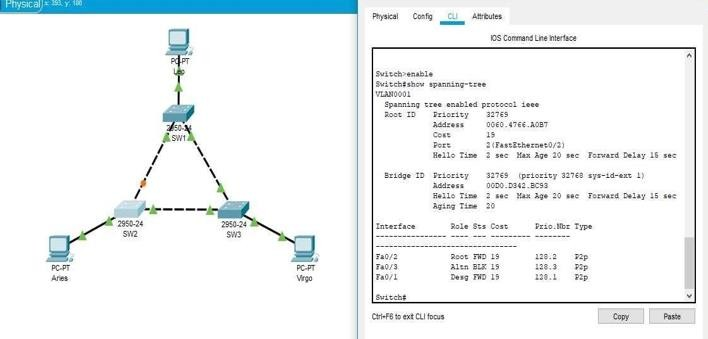 Physical x: 393, y: 100
PC-PT
Leo
2950-24
SW1
2950-24
SW2
2950-24
SW3
PC-PT
Aries
PC-PT
Virgo
Physical Config CLI Attributes
IOS Command Line Interface
Switch>enable
Switch#show spanning-tree
VLAN0001
Spanning tree enabled protocol ieee
Root ID Priority 32769
Address 0060.4766.A0B7
Cost 19
Port 2(FastEthernet0/2)
Hello Time 2 sec Max Age 20 sec Forward Delay 15 sec
Bridge ID Priority 32769 (priority 32768 sys-id-ext 1)
Address 00D0.D342.BC93
Hello Time 2 sec Max Age 20 sec Forward Delay 15 sec
Aging Time 20
Interface Role Sts Cost Prio.Nbr Type
---------------- ---- --- --------- -------- --------------------------------
Fa0/2 Root FWD 19 128.2 P2p
Fa0/3 Altn BLK 19 128.3 P2p
Fa0/1 Desg FWD 19 128.1 P2p
Switch#
Ctrl+F6 to exit CLI focus
Copy
Paste